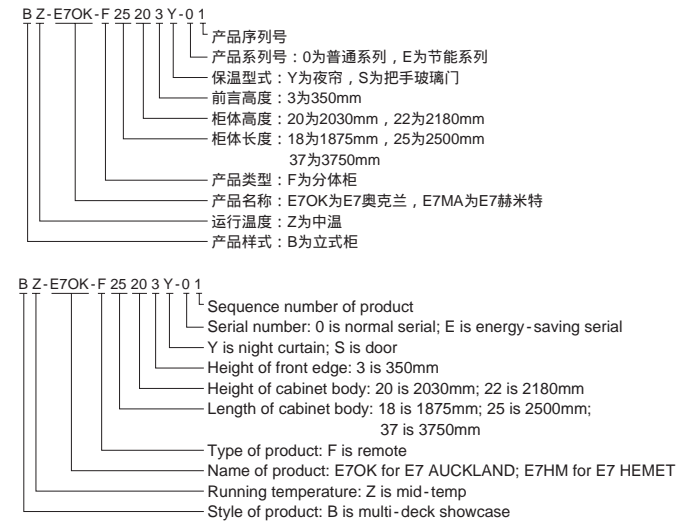 B Z-E7OK-F 25 20 3 Y-0 1
产品序列号
产品系列号：0为普通系列，E为节能系列
保温型式：Y为夜帘，S为把手玻璃门
前言高度：3为350mm
柜体高度：20为2030mm，22为2180mm
柜体长度：18为1875mm，25为2500mm
37为3750mm
产品类型：F为分体柜
产品名称：E7OK为E7奥克兰，E7MA为E7赫米特
运行温度：Z为中温
产品样式：B为立式柜
B Z-E7OK-F 25 20 3 Y-0 1
Sequence number of product
Serial number: 0 is normal serial; E is energy-saving serial
Y is night curtain; S is door
Height of front edge: 3 is 350mm
Height of cabinet body: 20 is 2030mm; 22 is 2180mm
Length of cabinet body: 18 is 1875mm; 25 is 2500mm;
37 is 3750mm
Type of product: F is remote
Name of product: E7OK for E7 AUCKLAND; E7HM for E7 HEMET
Running temperature: Z is mid-temp
Style of product: B is multi-deck showcase